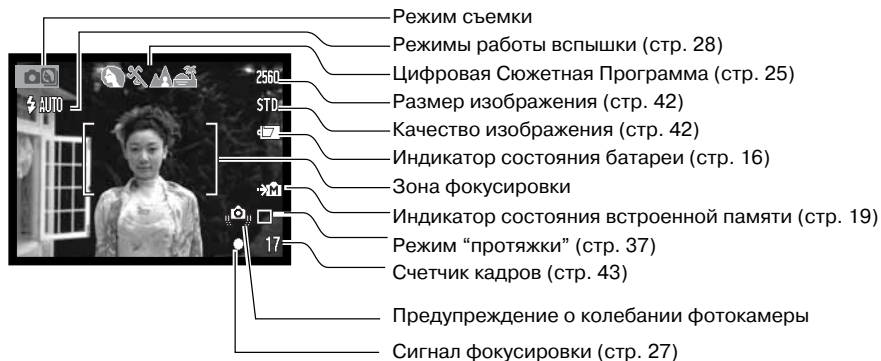 Режим съемки
Режимы работы вспышки (стр. 28)
Цифровая Сюжетная Программа (стр. 25)
Размер изображения (стр. 42)
Качество изображения (стр. 42)
Индикатор состояния батареи (стр. 16)
Зона фокусировки
Индикатор состояния встроенной памяти (стр. 19)
Режим “протяжки” (стр. 37)
Счетчик кадров (стр. 43)
Предупреждение о колебании фотокамеры
Сигнал фокусировки (стр. 27)
AUTO
2560
STD
M
17